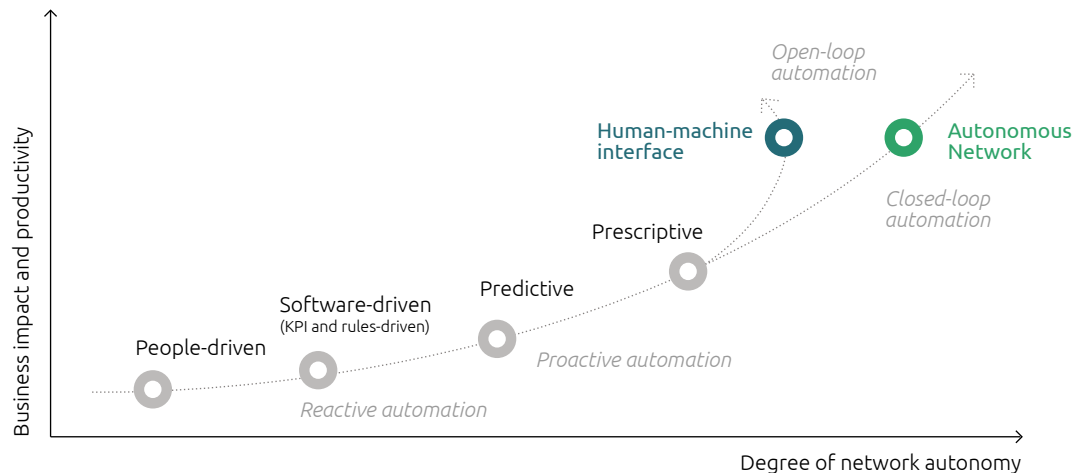 Open-loop
automation
Human-machine
interface
Autonomous
Network
Closed-loop
automation
Prescriptive
Predictive
Software-driven
(KPI and rules-driven)
People-driven
Proactive automation
Reactive automation
Business impact and productivity
Degree of network autonomy